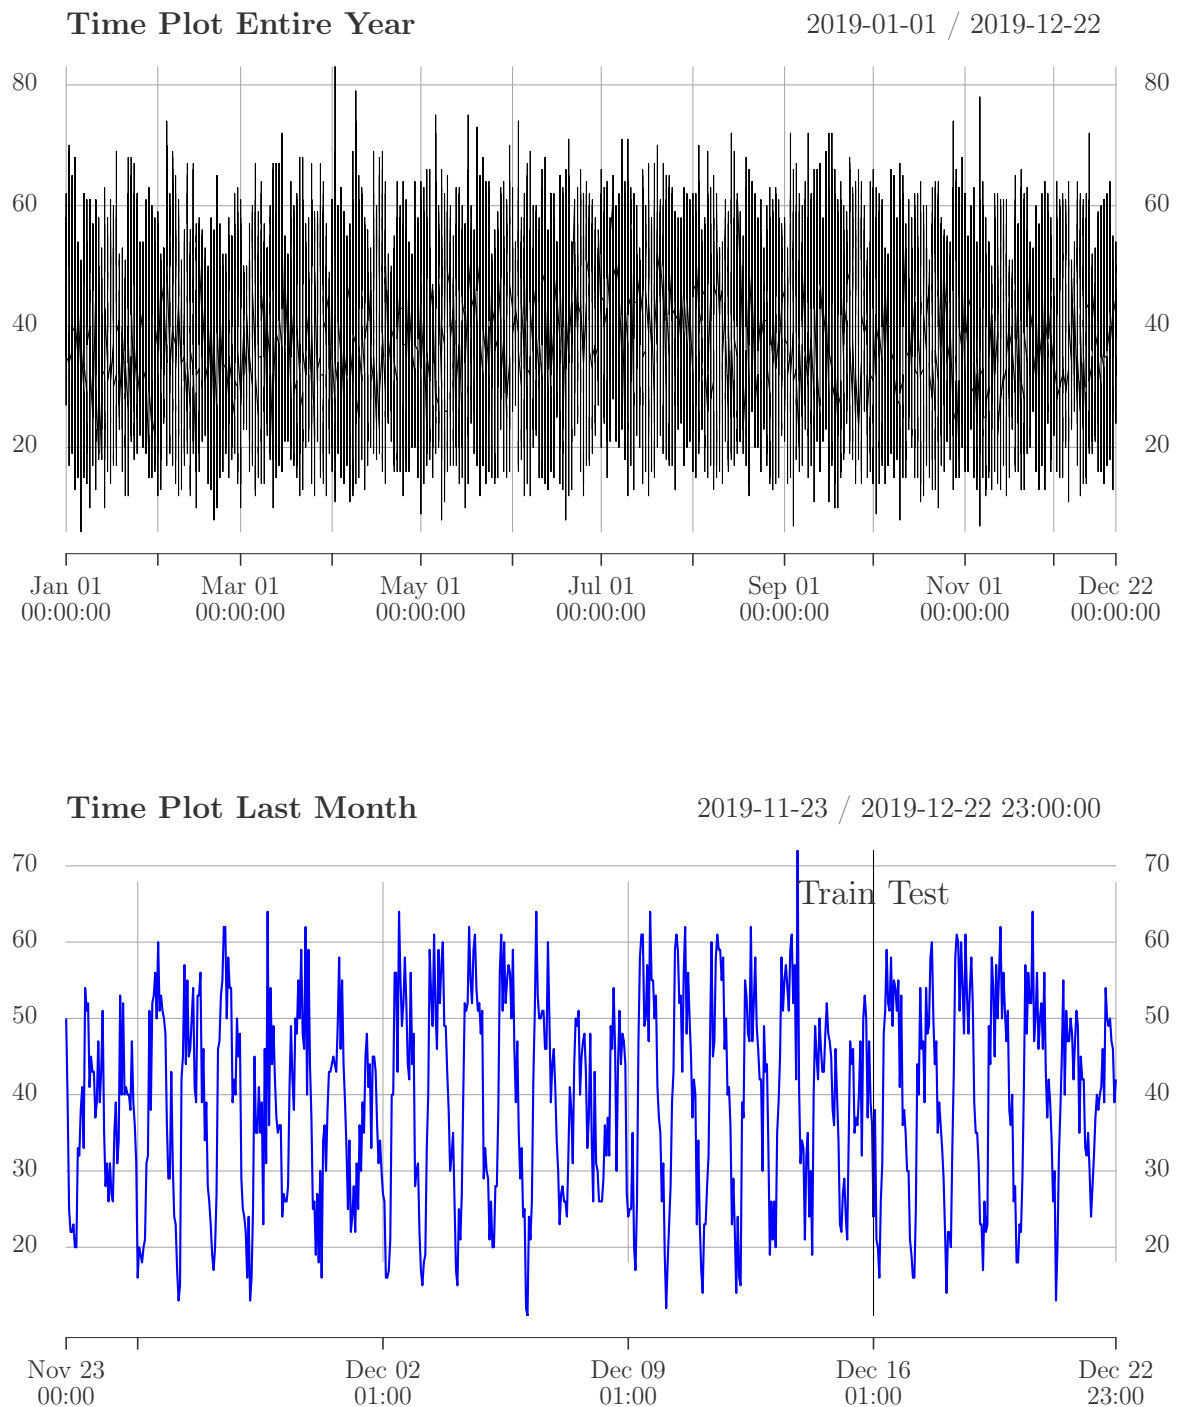 Time Plot Entire Year 2019-01-01 / 2019-12-22
80 80
60 60
40 40
20 20
Jan 01 Mar 01 May 01 Jul 01 Sep 01 Nov 01 Dec 22
00:00:00 00:00:00 00:00:00 00:00:00 00:00:00 00:00:00 00:00:00
Time Plot Last Month 2019-11-23 / 2019-12-22 23:00:00
70 70
Train Test
60 60
50 50
40 40
30 30
20 20
Nov 23 Dec 02 Dec 09 Dec 16 Dec 22
00:00 01:00 01:00 01:00 23:00